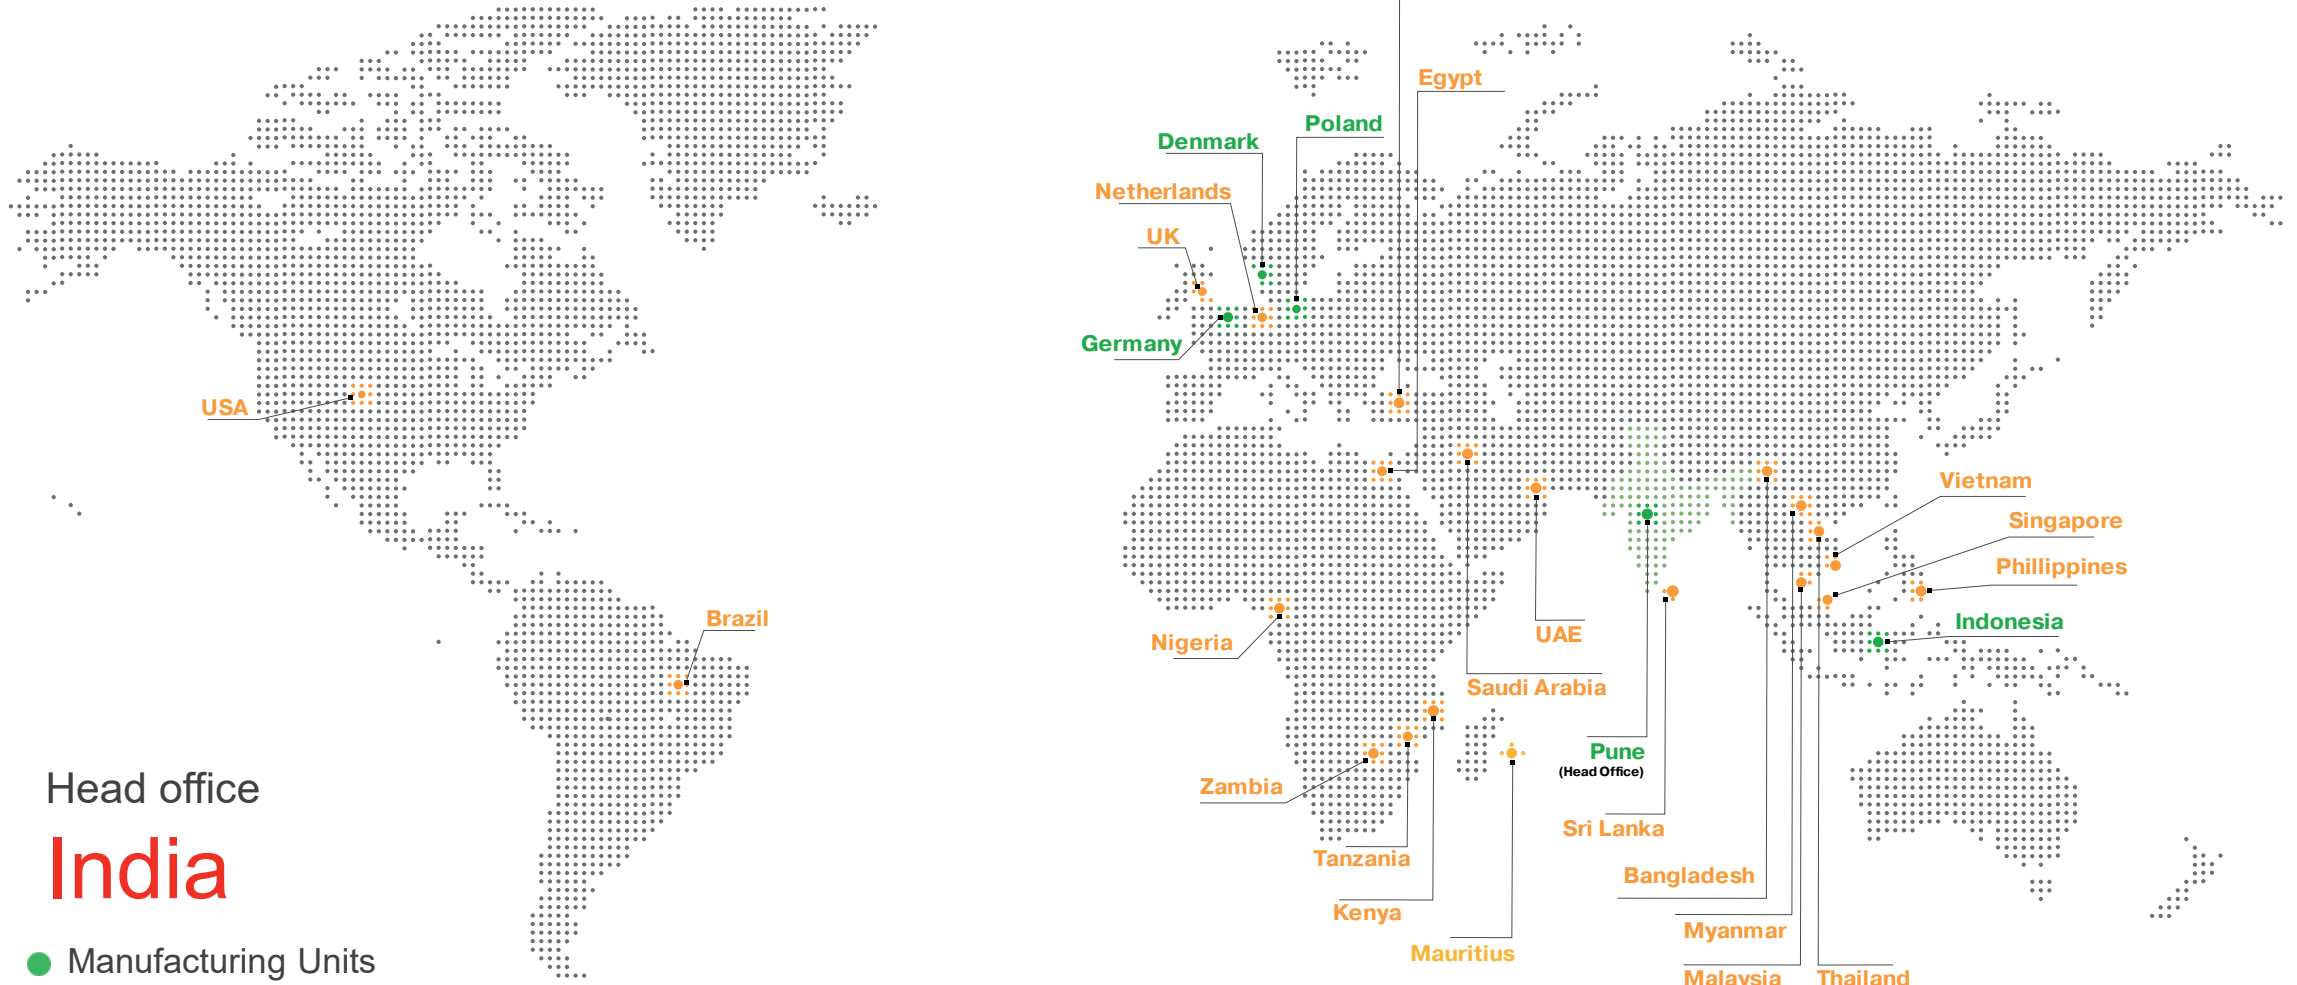 Egypt
Poland
Denmark
Netherlands
UK
Germany
USA
Vietnam
Singapore
Phillippines
Brazil
Indonesia
Nigeria
UAE
Saudi Arabia
Pune
(Head Office)
Zambia
Head office
Sri Lanka
India
Tanzania
Bangladesh
Kenya
Myanmar
Mauritius
Manufacturing Units
Malaysia
Thailand